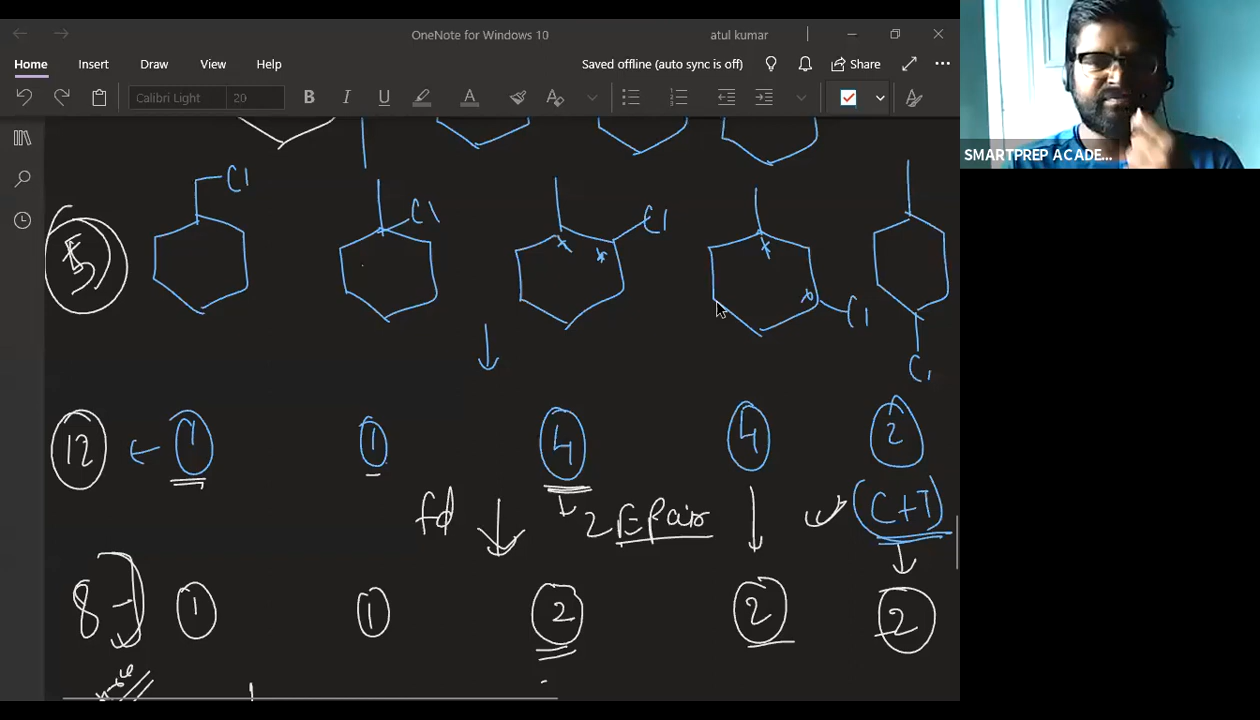 OneNote for Windows 10
atul kumar
Home Insert Draw View Help
Saved offline (auto sync is off)
Share
Calibri Light 20 B I U A
SMARTPREP ACADE...
5 Cl Cl Cl Cl Cl
12 ← 1 1 4 4 2
fd 2 E Pair (C+T)
8 1 1 2 2 2